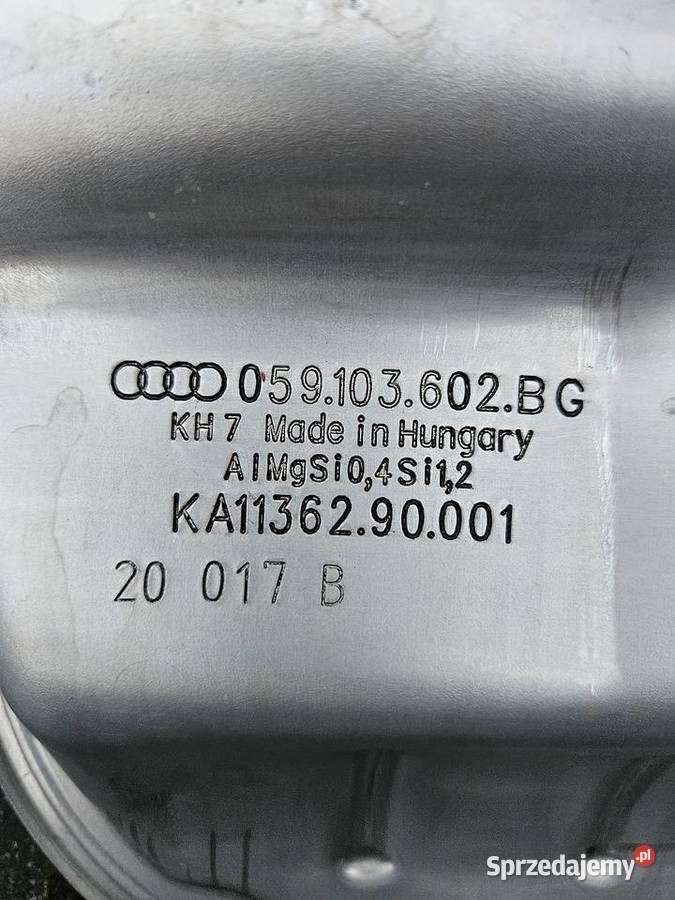 059.103.602.BG
KH7 Made in Hungary
AlMgSi0,4Si1,2
KA11362.90.001
20 017 B
Sprzedajemy.pl